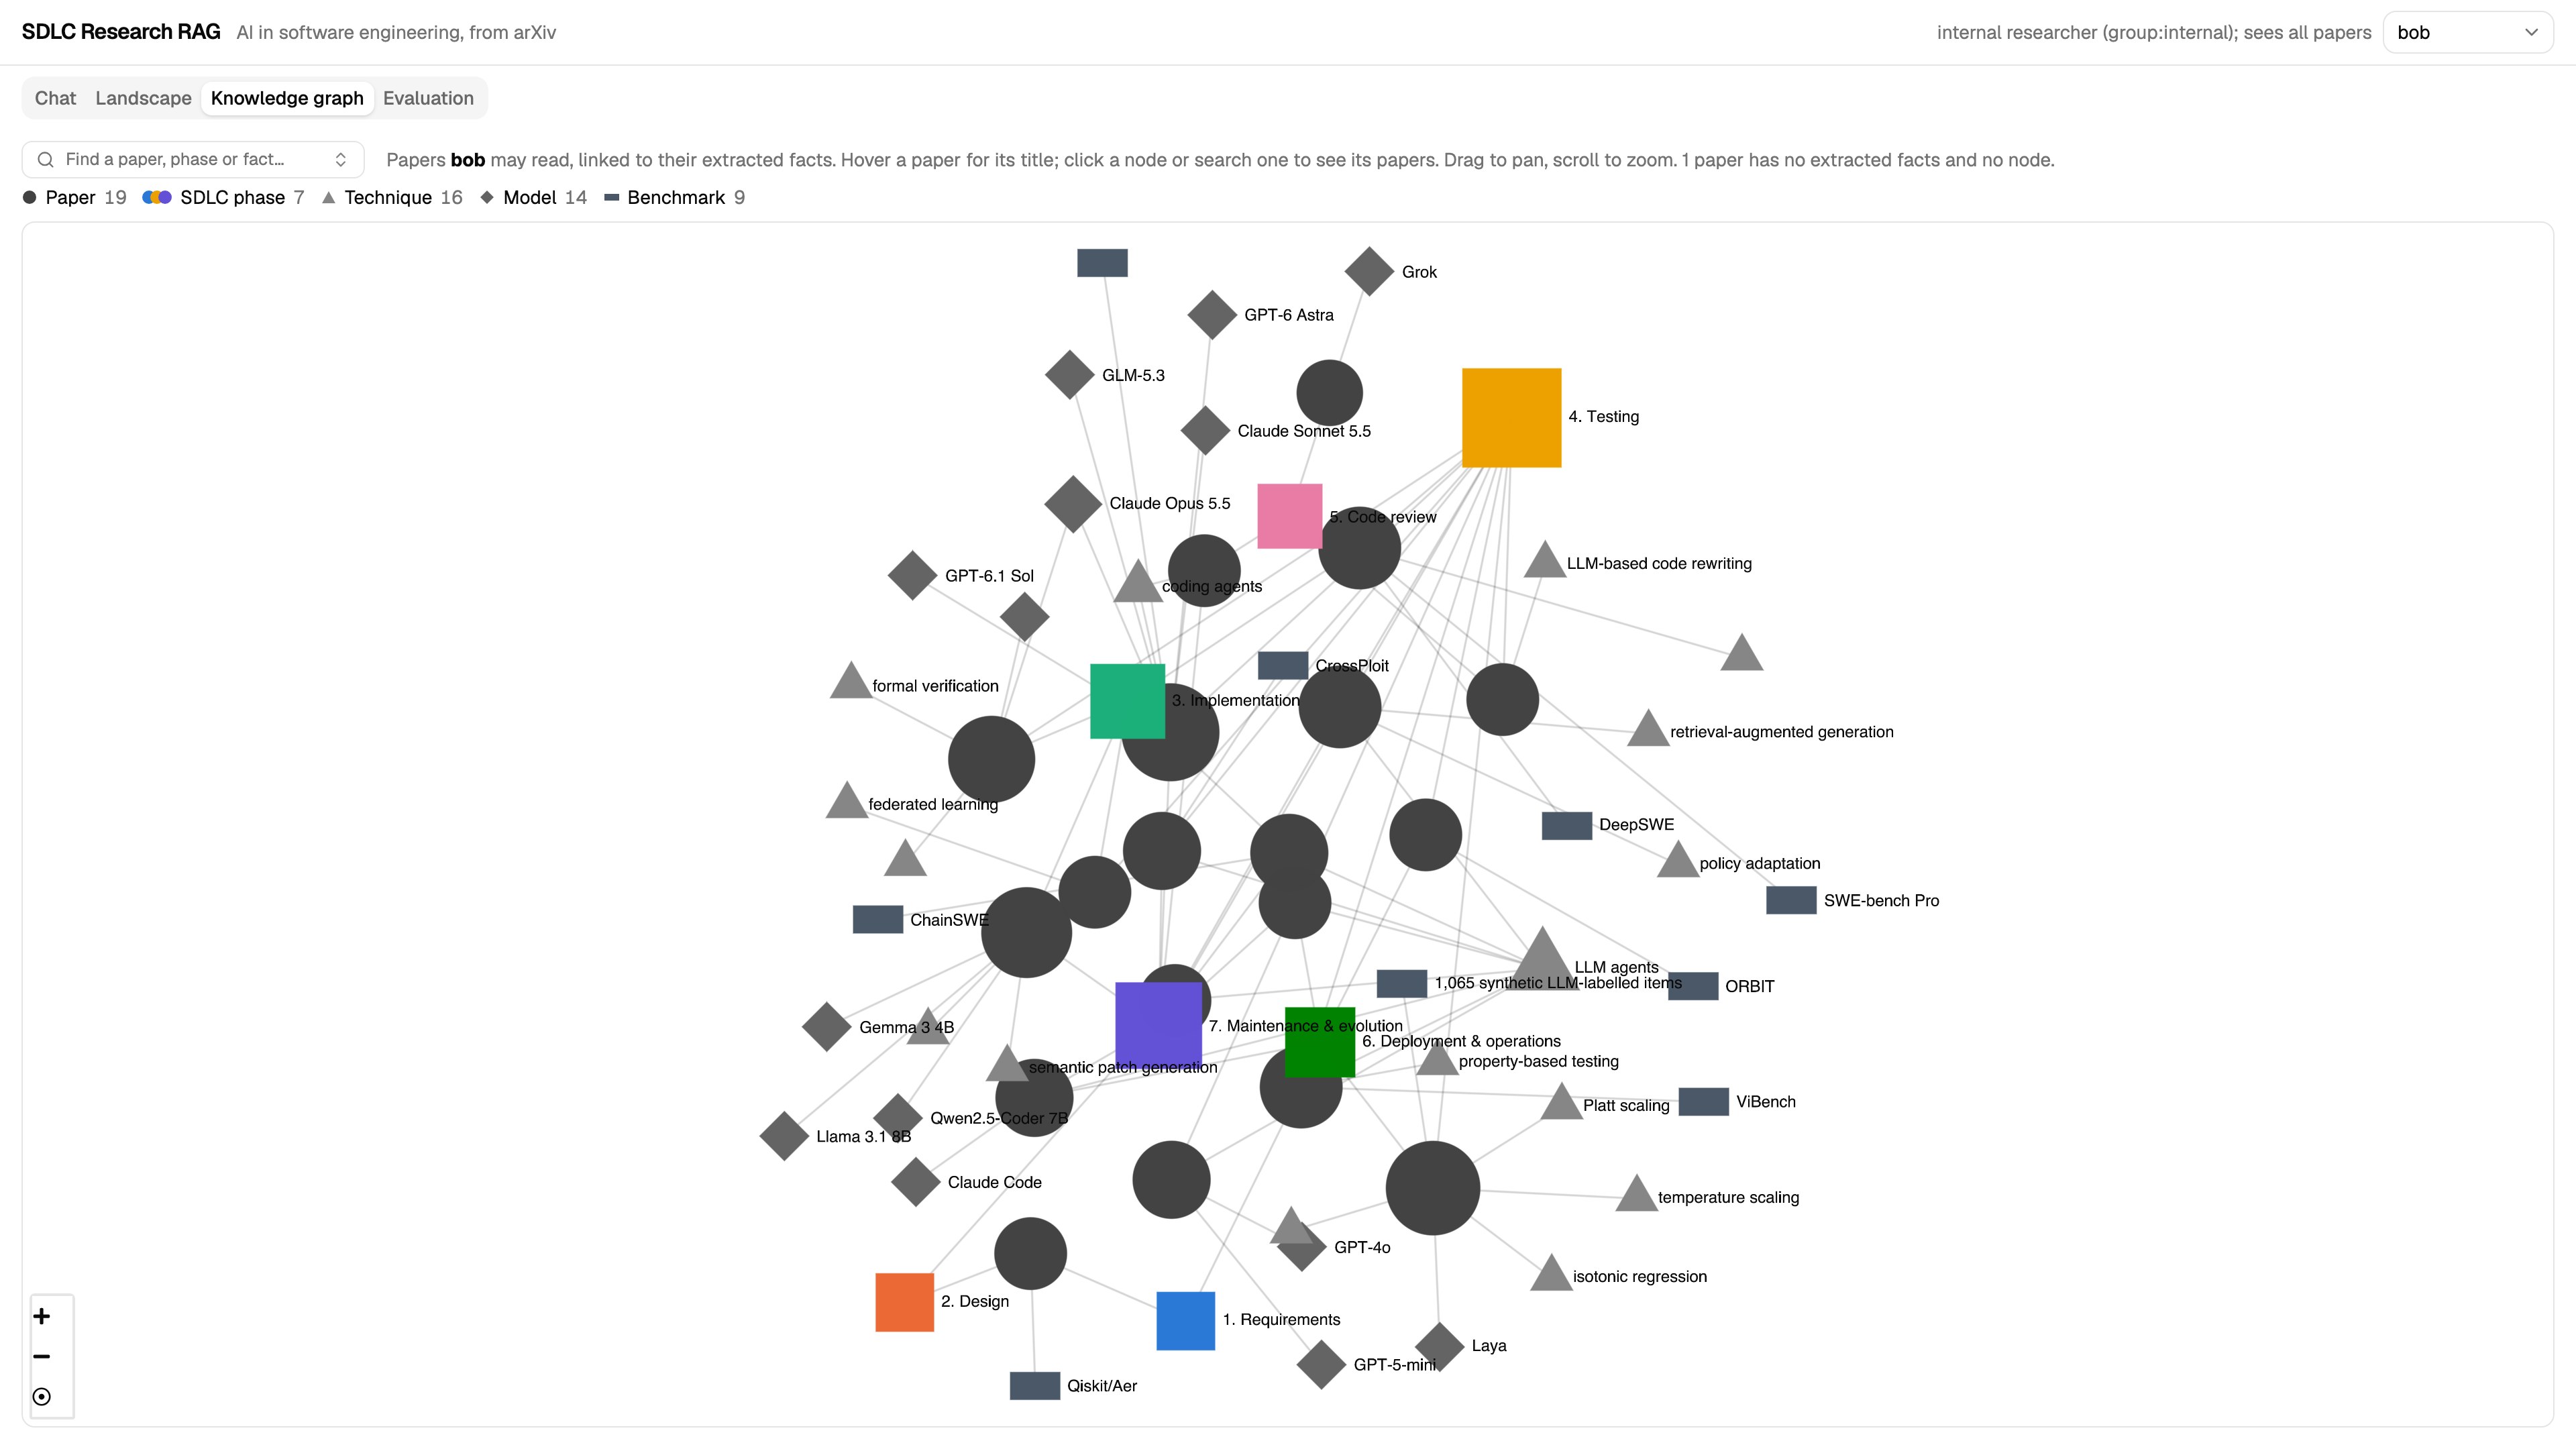 SDLC Research RAG AI in software engineering, from arXiv
internal researcher (group:internal); sees all papers bob
Chat Landscape Knowledge graph Evaluation
Find a paper, phase or fact...
Papers bob may read, linked to their extracted facts. Hover a paper for its title; click a node or search one to see its papers. Drag to pan, scroll to zoom. 1 paper has no extracted facts and no node.
Paper 19 SDLC phase 7 Technique 16 Model 14 Benchmark 9
Grok
GPT-6 Astra
GLM-5.3
4. Testing
Claude Sonnet 5.5
Claude Opus 5.5
5. Code review
LLM-based code rewriting
GPT-6.1 Sol
coding agents
CrossPloit
formal verification
3. Implementation
retrieval-augmented generation
federated learning
DeepSWE
policy adaptation
SWE-bench Pro
ChainSWE
LLM agents
1,065 synthetic LLM-labelled items
ORBIT
Gemma 3 4B
7. Maintenance & evolution
6. Deployment & operations
property-based testing
semantic patch generation
ViBench
Platt scaling
Qwen2.5-Coder 7B
Llama 3.1 8B
Claude Code
temperature scaling
GPT-4o
isotonic regression
2. Design
1. Requirements
Laya
GPT-5-mini
Qiskit/Aer